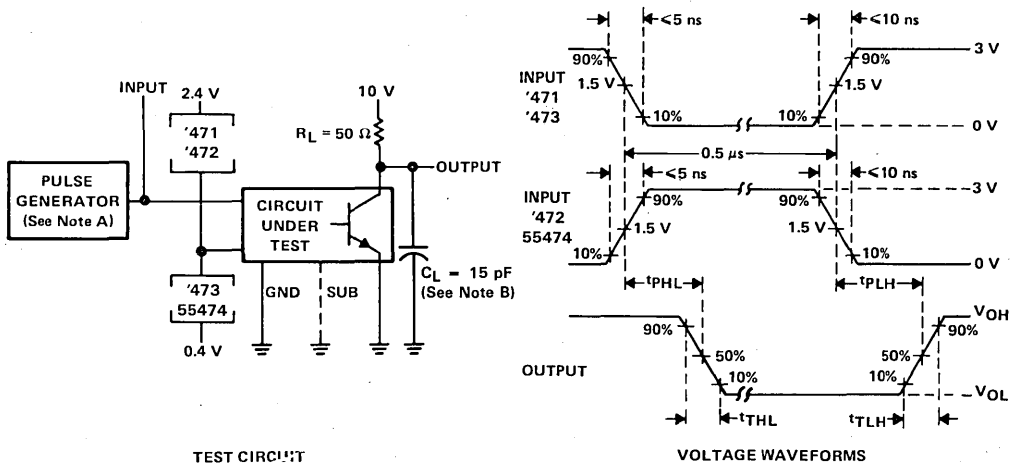 INPUT
2.4 V
'471
'472
PULSE
GENERATOR
(See Note A)
10 V
RL = 50 Ω
OUTPUT
CIRCUIT
UNDER
TEST
CL = 15 pF
(See Note B)
GND
SUB
'473
55474
0.4 V
TEST CIRCUIT
≤5 ns
≤10 ns
INPUT
'471
'473
90%
1.5 V
10%
10%
90%
1.5 V
3 V
0 V
0.5 μs
≤5 ns
≤10 ns
INPUT
'472
55474
10%
1.5 V
90%
90%
1.5 V
10%
3 V
0 V
tPHL
tPLH
OUTPUT
90%
50%
10%
10%
50%
90%
VOH
VOL
tTHL
tTLH
VOLTAGE WAVEFORMS